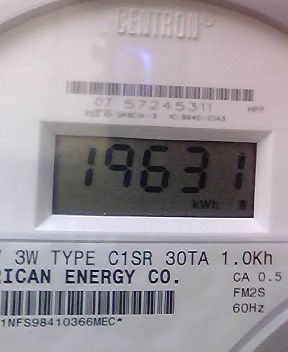 CENTRON®
07 57245311
19631
kWh
3W TYPE C1SR 30TA 1.0Kh
RICAN ENERGY CO.
CA 0.5
FM2S
60Hz
1NFS98410366MEC*